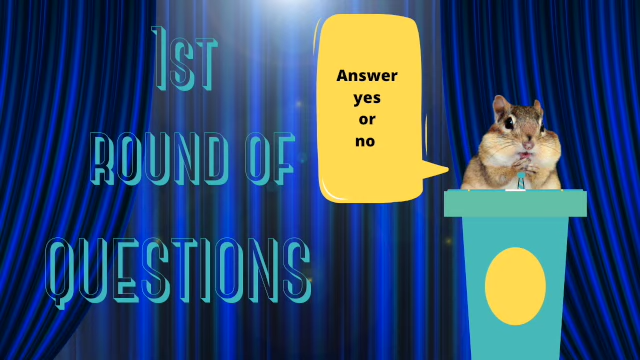 1ST
ROUND OF
QUESTIONS
Answer
yes
or
no